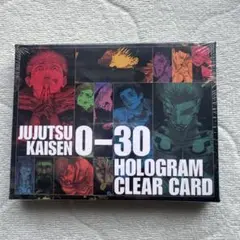 JUJUTSU
KAISEN 0-30
HOLOGRAM
CLEAR CARD